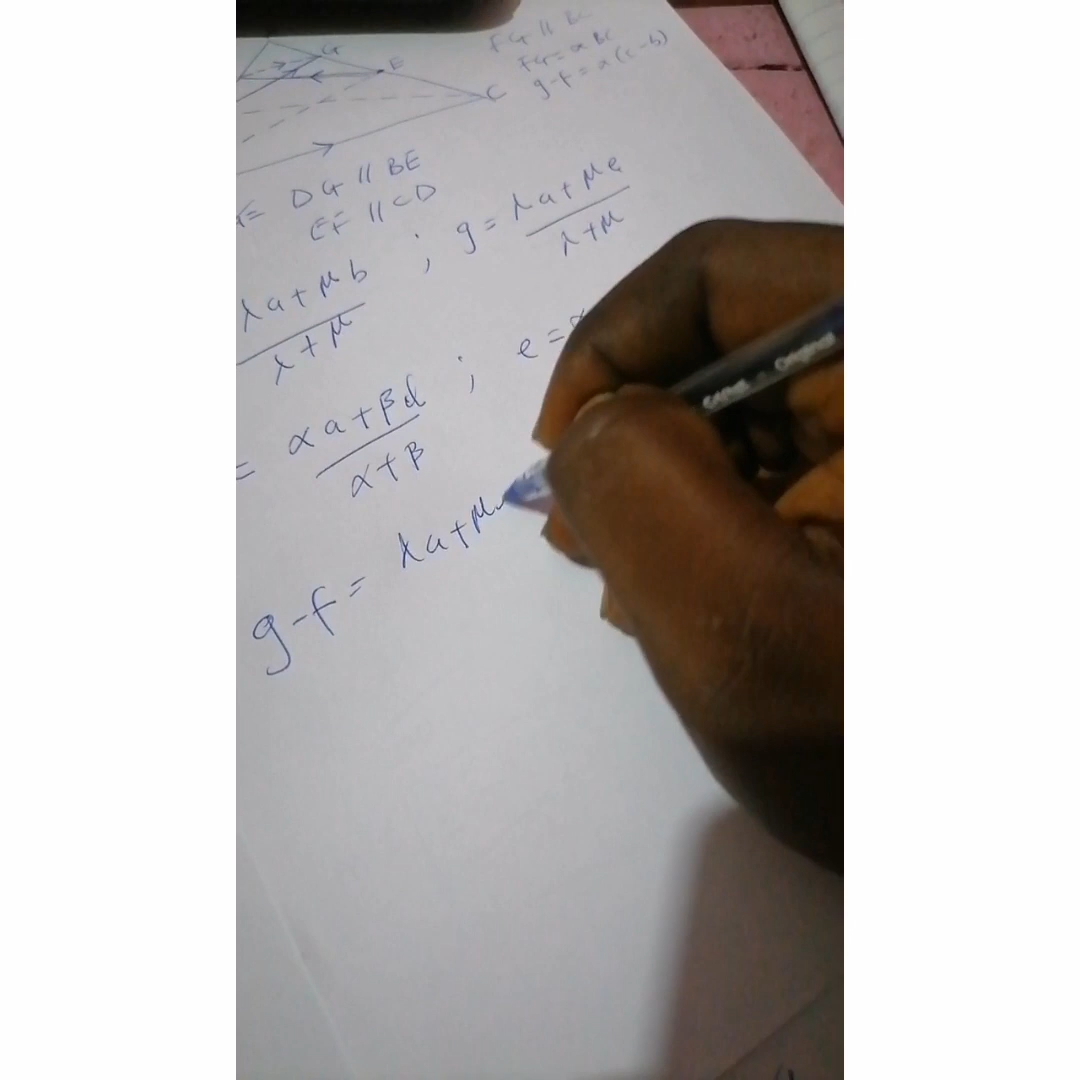 G
E
C
FG // BC
FG = α BC
g-f = α(c-b)
= DG // BE
EF // CD
λa+μb / λ+μ ; g = λa+μe / λ+μ
= αa+βd / α+β ; e =
g-f = λa+μ